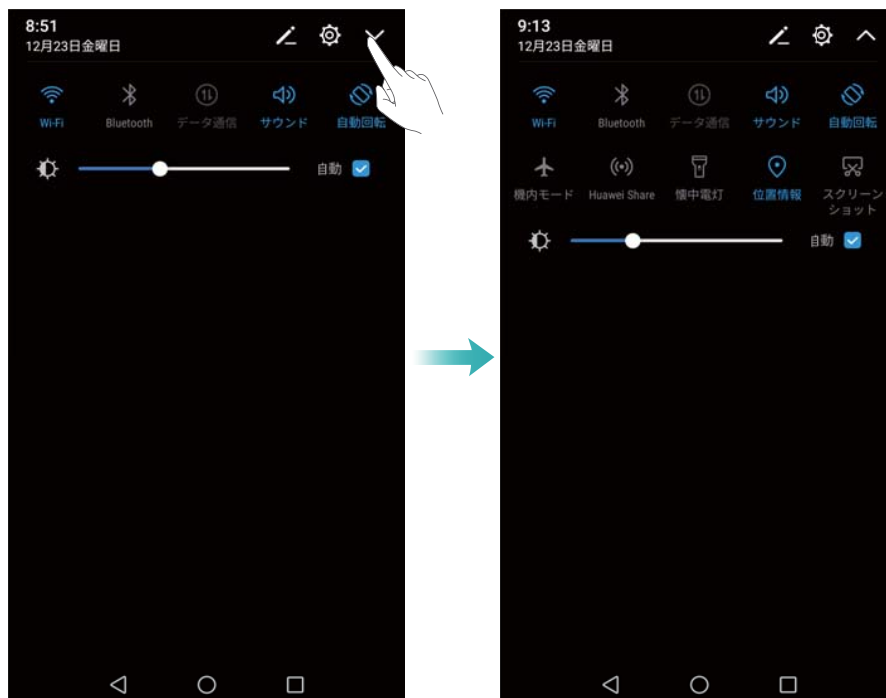 8:51
12月23日金曜日
Wi-Fi Bluetooth データ通信 サウンド 自動回転
自動
9:13
12月23日金曜日
Wi-Fi Bluetooth データ通信 サウンド 自動回転
機内モード Huawei Share 懐中電灯 位置情報 スクリーン
ショット
自動